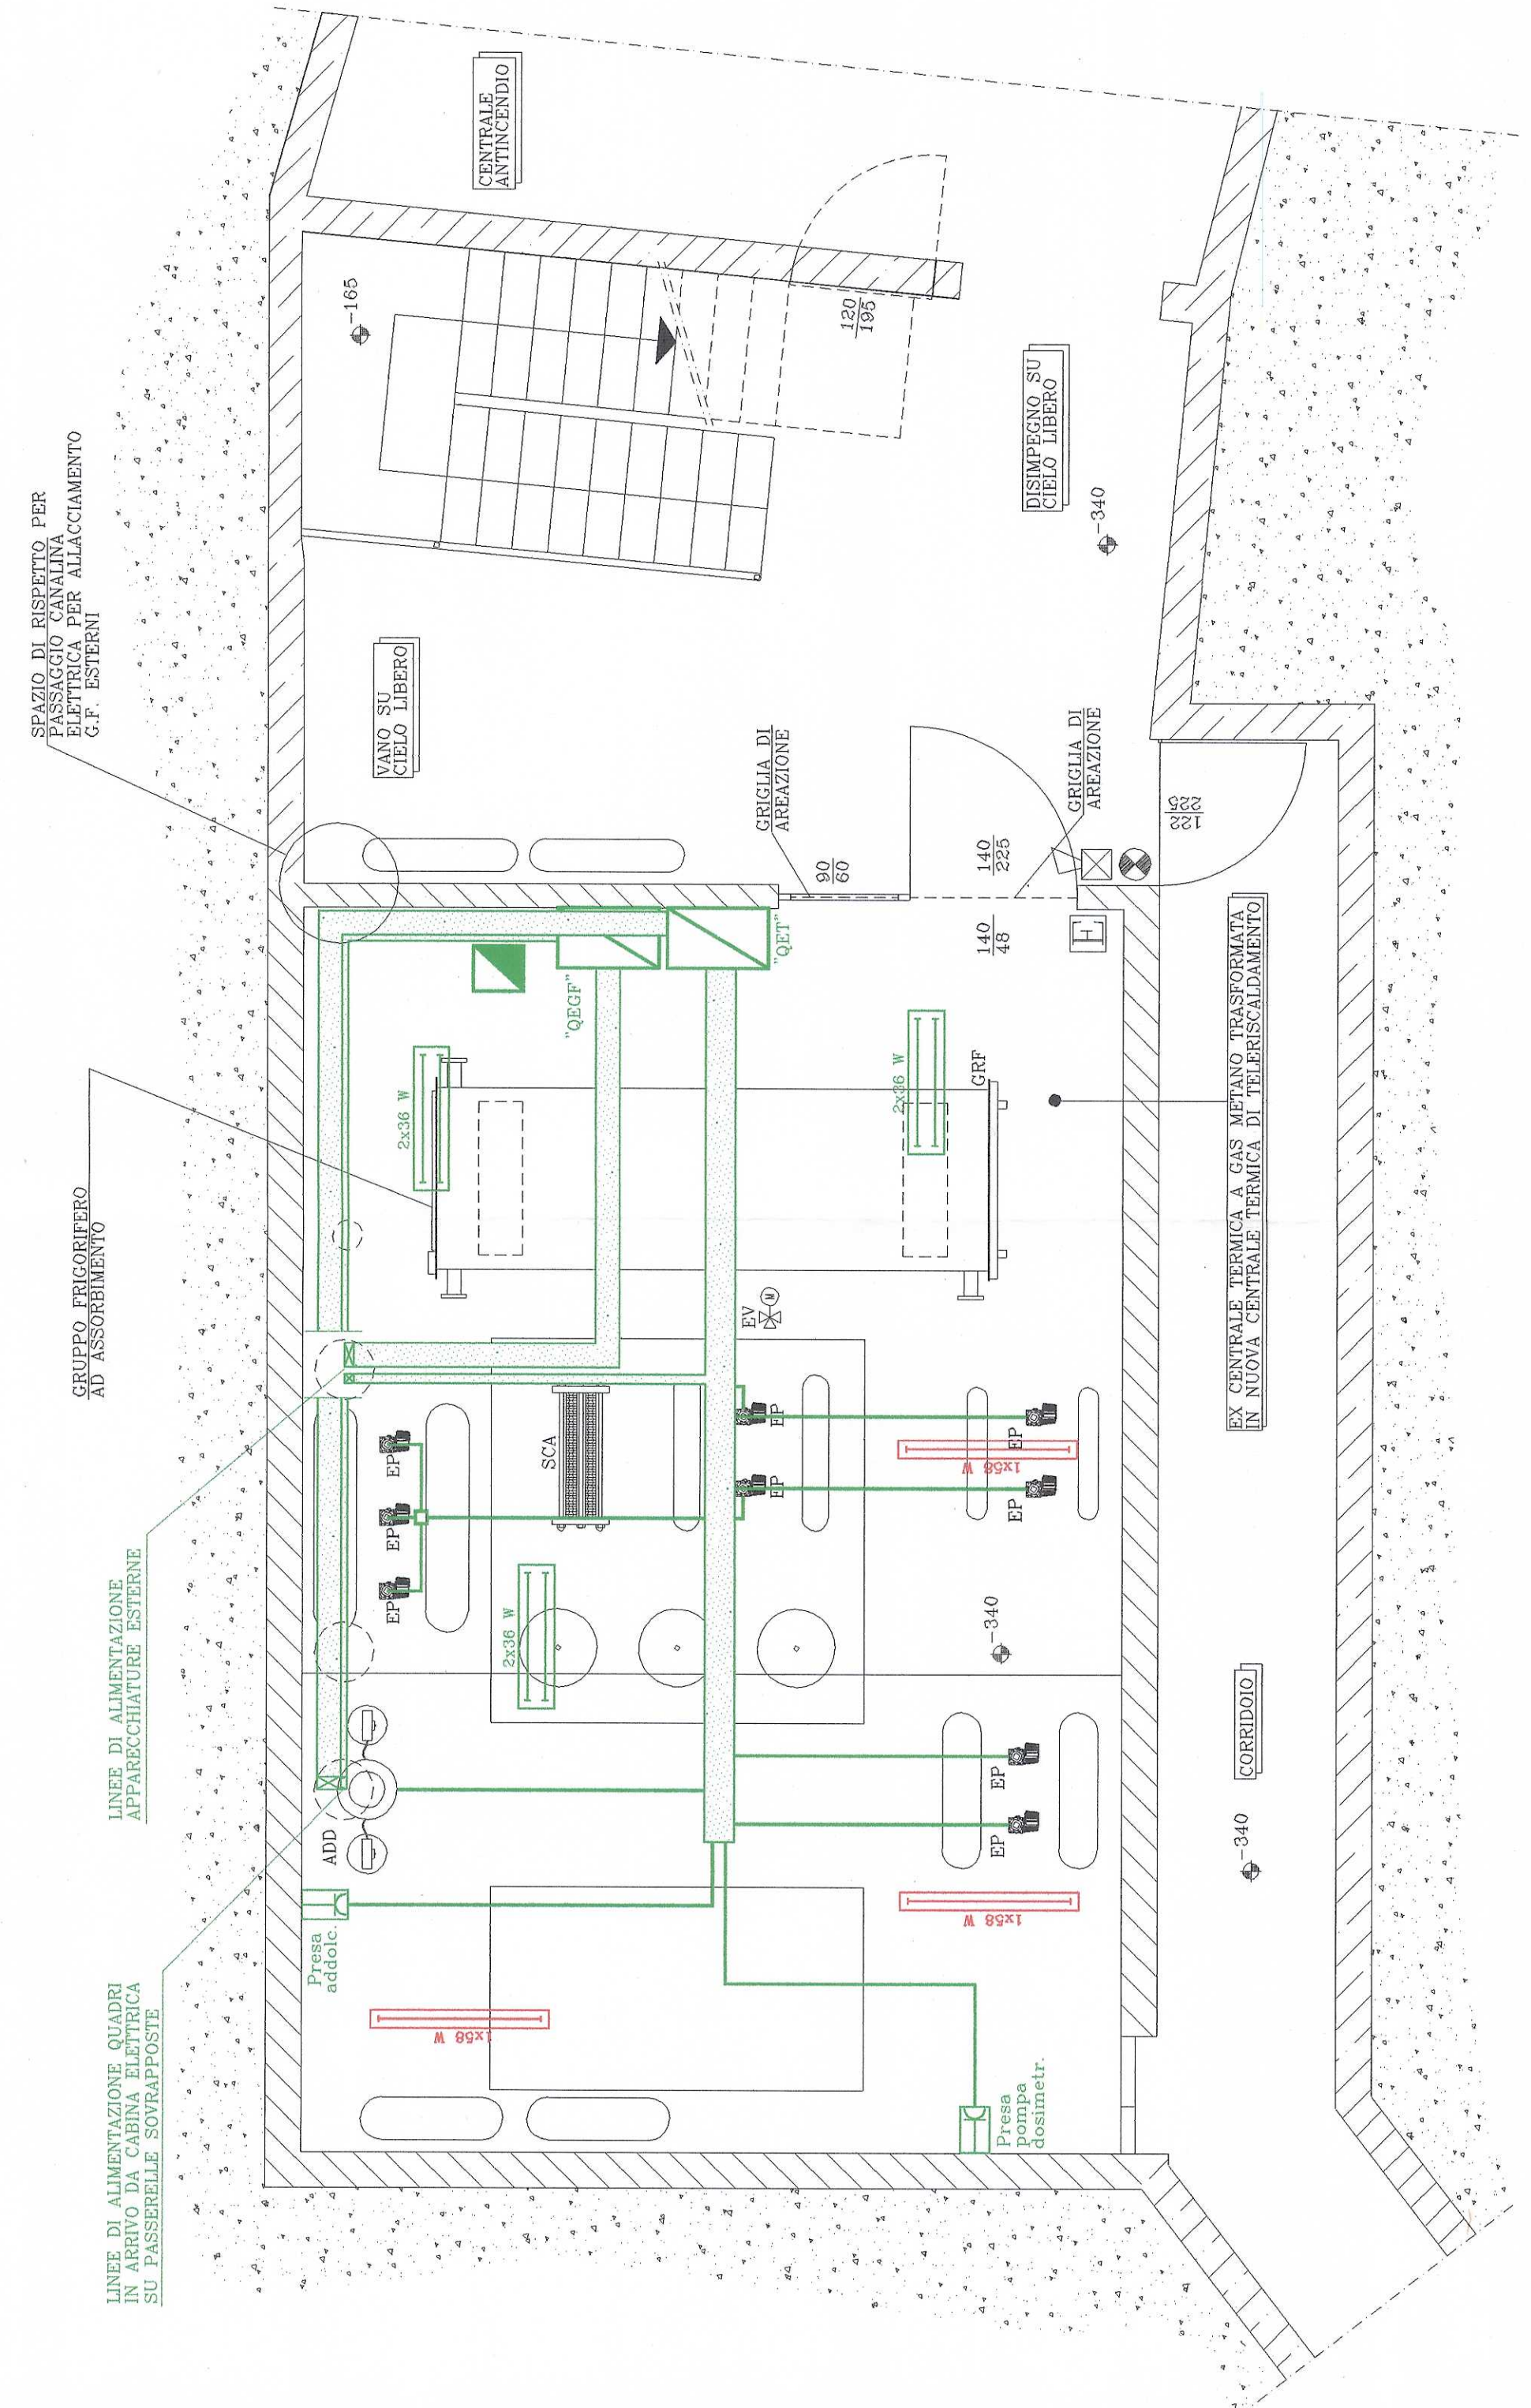 SPAZIO DI RISPETTO PER
PASSAGGIO CANALINA
ELETTRICA PER ALLACCIAMENTO
G.F. ESTERNI
GRUPPO FRIGORIFERO
AD ASSORBIMENTO
LINEE DI ALIMENTAZIONE
APPARECCHIATURE ESTERNE
LINEE DI ALIMENTAZIONE QUADRI
IN ARRIVO DA CABINA ELETTRICA
SU PASSERELLE SOVRAPPOSTE
CENTRALE
ANTINCENDIO
-165
120
195
DISIMPEGNO SU
CIELO LIBERO
-340
VANO SU
CIELO LIBERO
GRIGLIA DI
AREAZIONE
90
60
140
225
GRIGLIA DI
AREAZIONE
122
225
140
48
E
"QET"
"QEGF"
2x36 W
2x36 W
GRF
EV
M
SCA
EP
EP
EP
EP
EP
EP
EP
1x58 W
2x36 W
-340
EX CENTRALE TERMICA A GAS METANO TRASFORMATA
IN NUOVA CENTRALE TERMICA DI TELERISCALDAMENTO
CORRIDOIO
-340
ADD
EP
EP
1x58 W
Presa
addolc.
1x58 W
Presa
pompa
dosimetr.